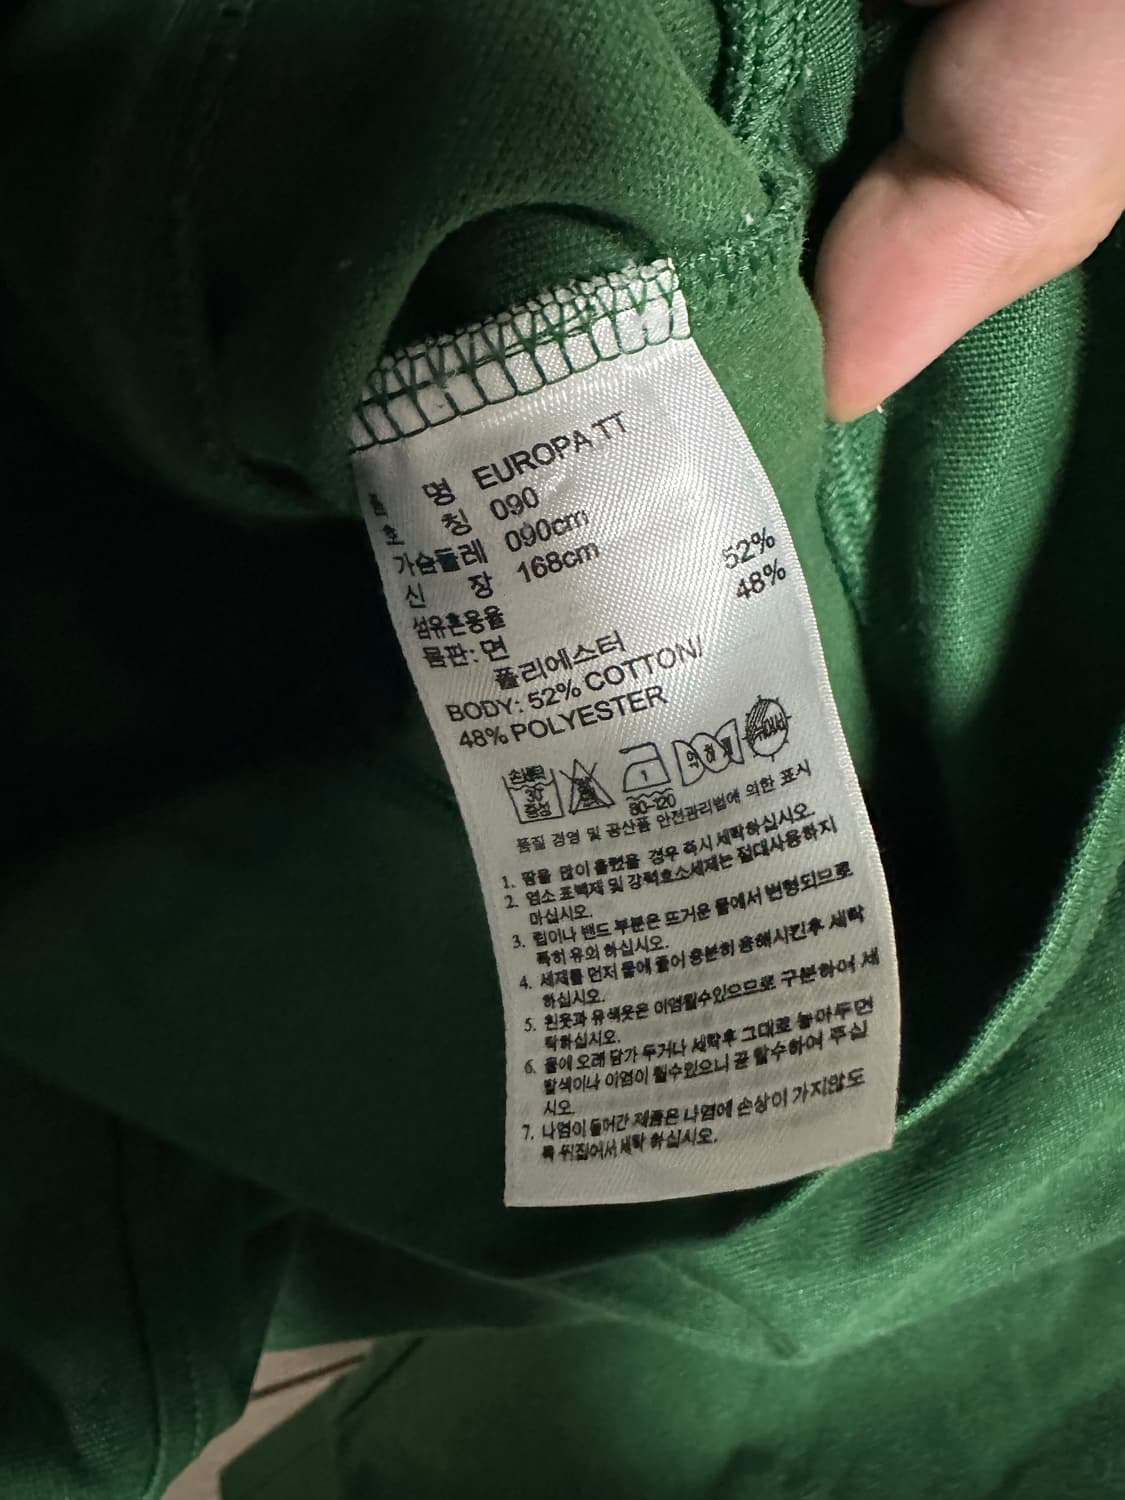 품 명 EUROPA TT
호 칭 090
가슴둘레 090cm
신 장 168cm
섬유혼용율
몸판: 면 52%
폴리에스터 48%
BODY: 52% COTTON/
48% POLYESTER
손세탁
30
중성
1
80-120
품질 경영 및 공산품 안전관리법에 의한 표시
1. 땀을 많이 흘렸을 경우 즉시 세탁하십시오.
2. 염소 표백제 및 강력효소세제는 절대사용하지
마십시오.
3. 립이나 밴드 부분은 뜨거운 물에서 변형되므로
특히 유의 하십시오.
4. 세제를 먼저 물에 풀어 용해시킨후 세탁
하십시오.
5. 흰옷과 유색옷은 이염될수있으므로 구분하여 세
탁하십시오.
6. 물에 오래 담가 두거나 세탁후 그대로 놓아두면
탈색이나 이염이 될수있으니 곧 탈수하여 주십
시오.
7. 나염이 들어간 제품은 나염에 손상이 가지않도
록 뒤집어서 세탁 하십시오.